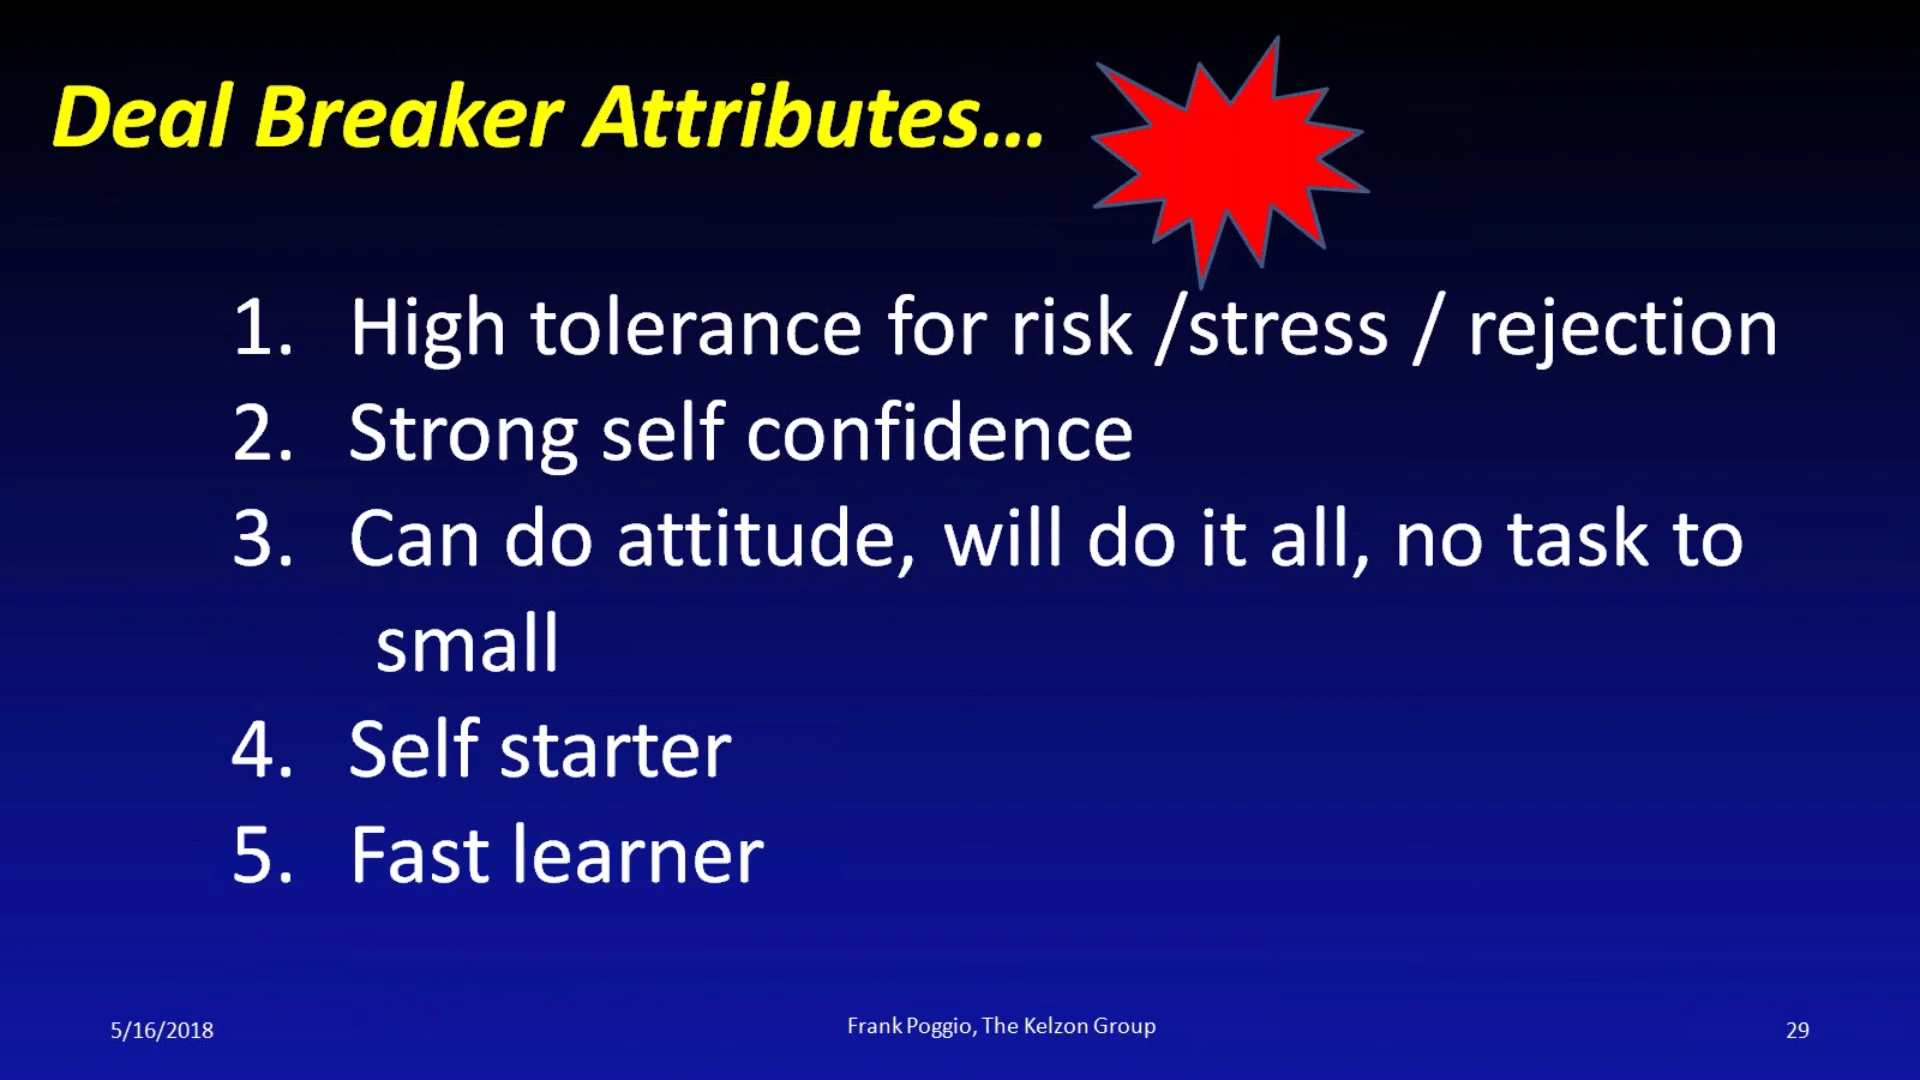 Deal Breaker Attributes...
1. High tolerance for risk /stress / rejection
2. Strong self confidence
3. Can do attitude, will do it all, no task to
small
4. Self starter
5. Fast learner
5/16/2018
Frank Poggio, The Kelzon Group
29